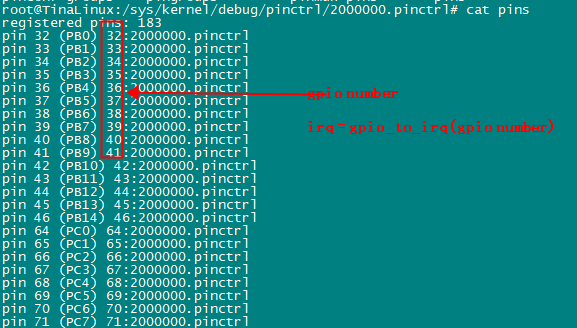 root@TinaLinux:/sys/kernel/debug/pinctrl/2000000.pinctrl# cat pins
registered pins: 183
pin 32 (PB0) 32:2000000.pinctrl
pin 33 (PB1) 33:2000000.pinctrl
pin 34 (PB2) 34:2000000.pinctrl
pin 35 (PB3) 35:2000000.pinctrl
pin 36 (PB4) 36:2000000.pinctrl
gpio number
pin 37 (PB5) 37:2000000.pinctrl
pin 38 (PB6) 38:2000000.pinctrl
pin 39 (PB7) 39:2000000.pinctrl
irq = gpio_to_irq(gpio number)
pin 40 (PB8) 40:2000000.pinctrl
pin 41 (PB9) 41:2000000.pinctrl
pin 42 (PB10) 42:2000000.pinctrl
pin 43 (PB11) 43:2000000.pinctrl
pin 44 (PB12) 44:2000000.pinctrl
pin 45 (PB13) 45:2000000.pinctrl
pin 46 (PB14) 46:2000000.pinctrl
pin 64 (PC0) 64:2000000.pinctrl
pin 65 (PC1) 65:2000000.pinctrl
pin 66 (PC2) 66:2000000.pinctrl
pin 67 (PC3) 67:2000000.pinctrl
pin 68 (PC4) 68:2000000.pinctrl
pin 69 (PC5) 69:2000000.pinctrl
pin 70 (PC6) 70:2000000.pinctrl
pin 71 (PC7) 71:2000000.pinctrl